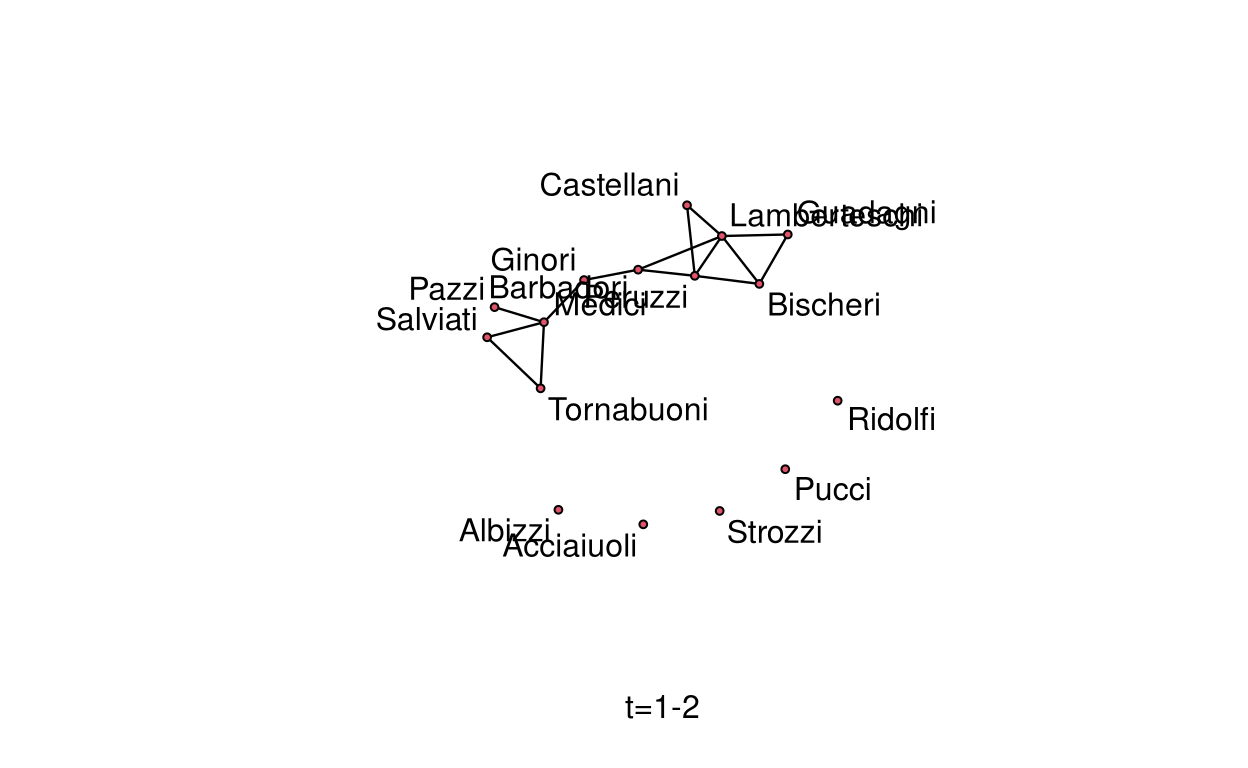 Castellani
Lamberteschi
Guadagni
Ginori
Pazzi
Barbadori
Medici
Peruzzi
Bischeri
Salviati
Tornabuoni
Ridolfi
Pucci
Albizzi
Strozzi
Acciaiuoli
t=1-2